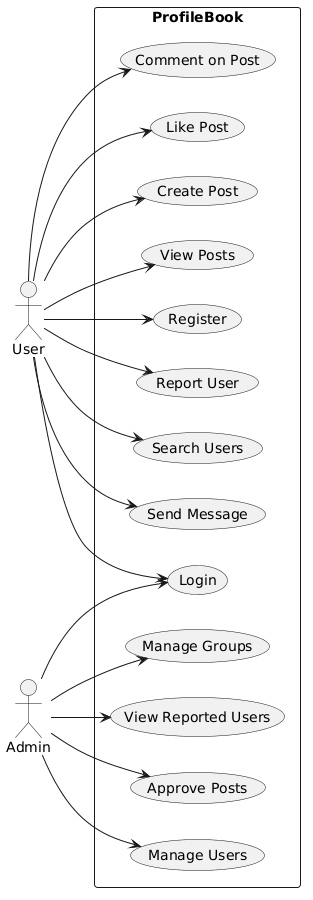 ProfileBook
Comment on Post
Like Post
Create Post
View Posts
Register
User
Report User
Search Users
Send Message
Login
Manage Groups
View Reported Users
Admin
Approve Posts
Manage Users